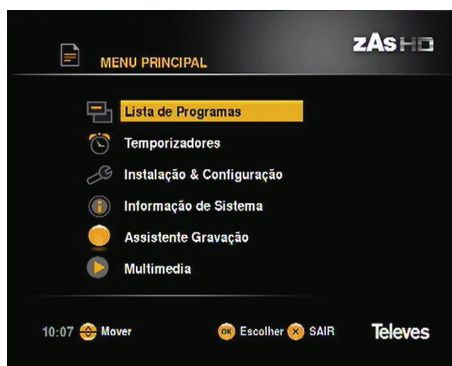 zAs HD
MENU PRINCIPAL
Lista de Programas
Temporizadores
Instalação & Configuração
Informação de Sistema
Assistente Gravação
Multimedia
10:07 Mover OK Escolher X SAIR Televes